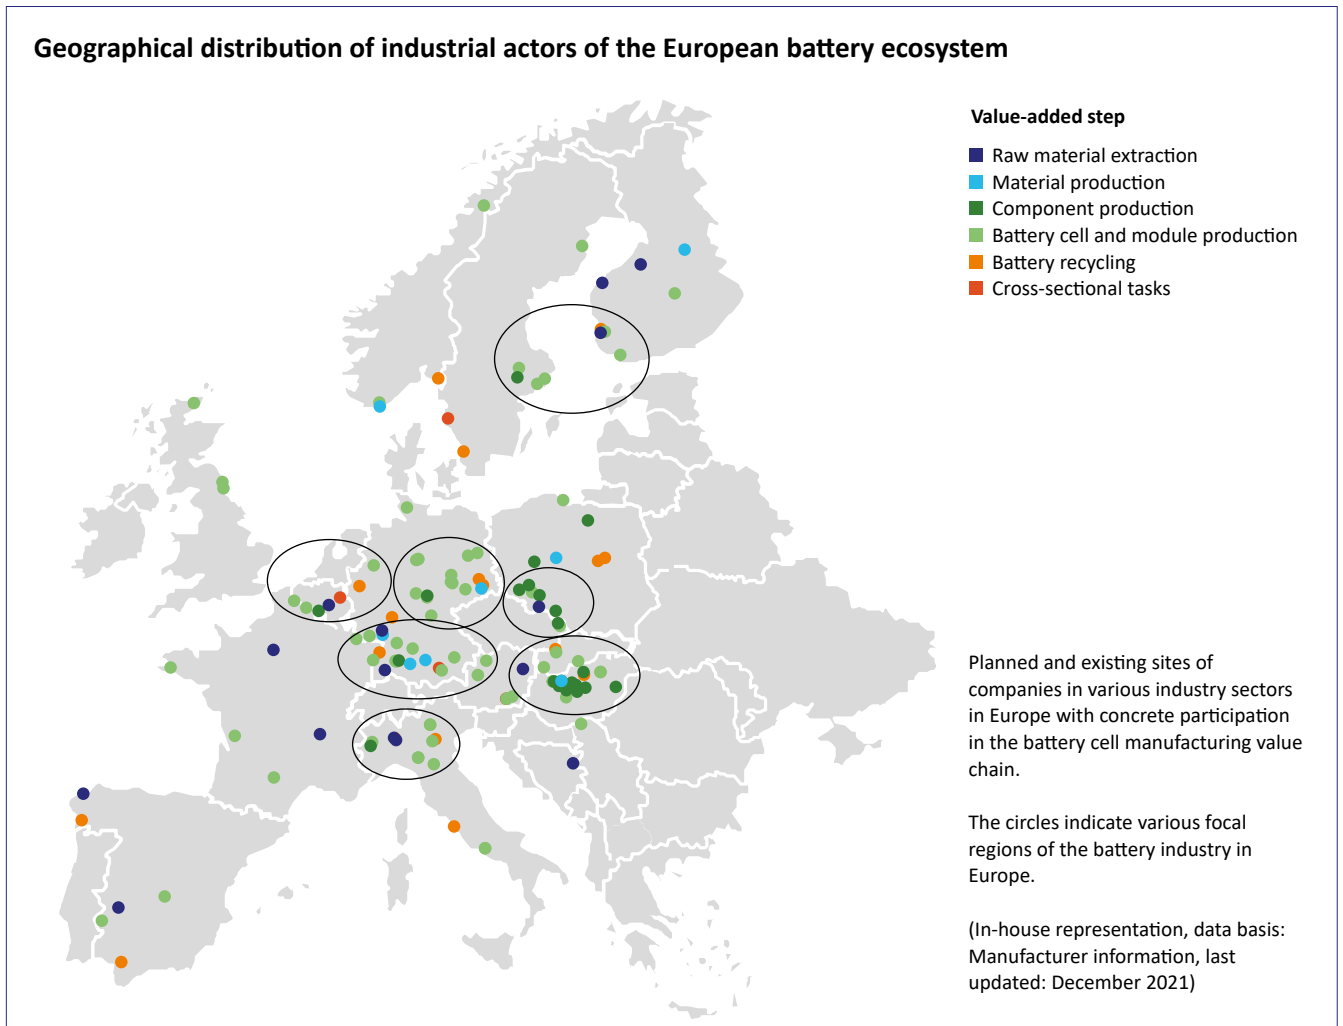 Geographical distribution of industrial actors of the European battery ecosystem
Value-added step
Raw material extraction
Material production
Component production
Battery cell and module production
Battery recycling
Cross-sectional tasks
Planned and existing sites of
companies in various industry sectors
in Europe with concrete participation
in the battery cell manufacturing value
chain.
The circles indicate various focal
regions of the battery industry in
Europe.
(In-house representation, data basis:
Manufacturer information, last
updated: December 2021)